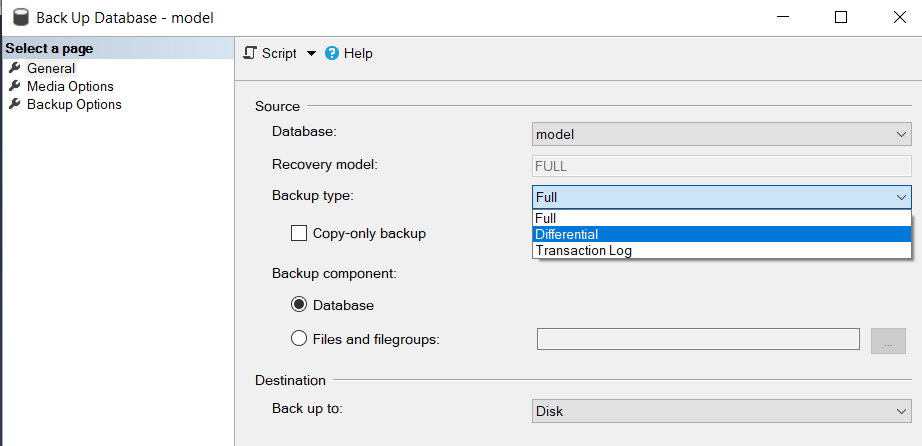 Back Up Database - model
Select a page
General
Media Options
Backup Options
Script
Help
Source
Database:
model
Recovery model:
FULL
Backup type:
Full
Full
Differential
Transaction Log
Copy-only backup
Backup component:
Database
Files and filegroups:
...
Destination
Back up to:
Disk